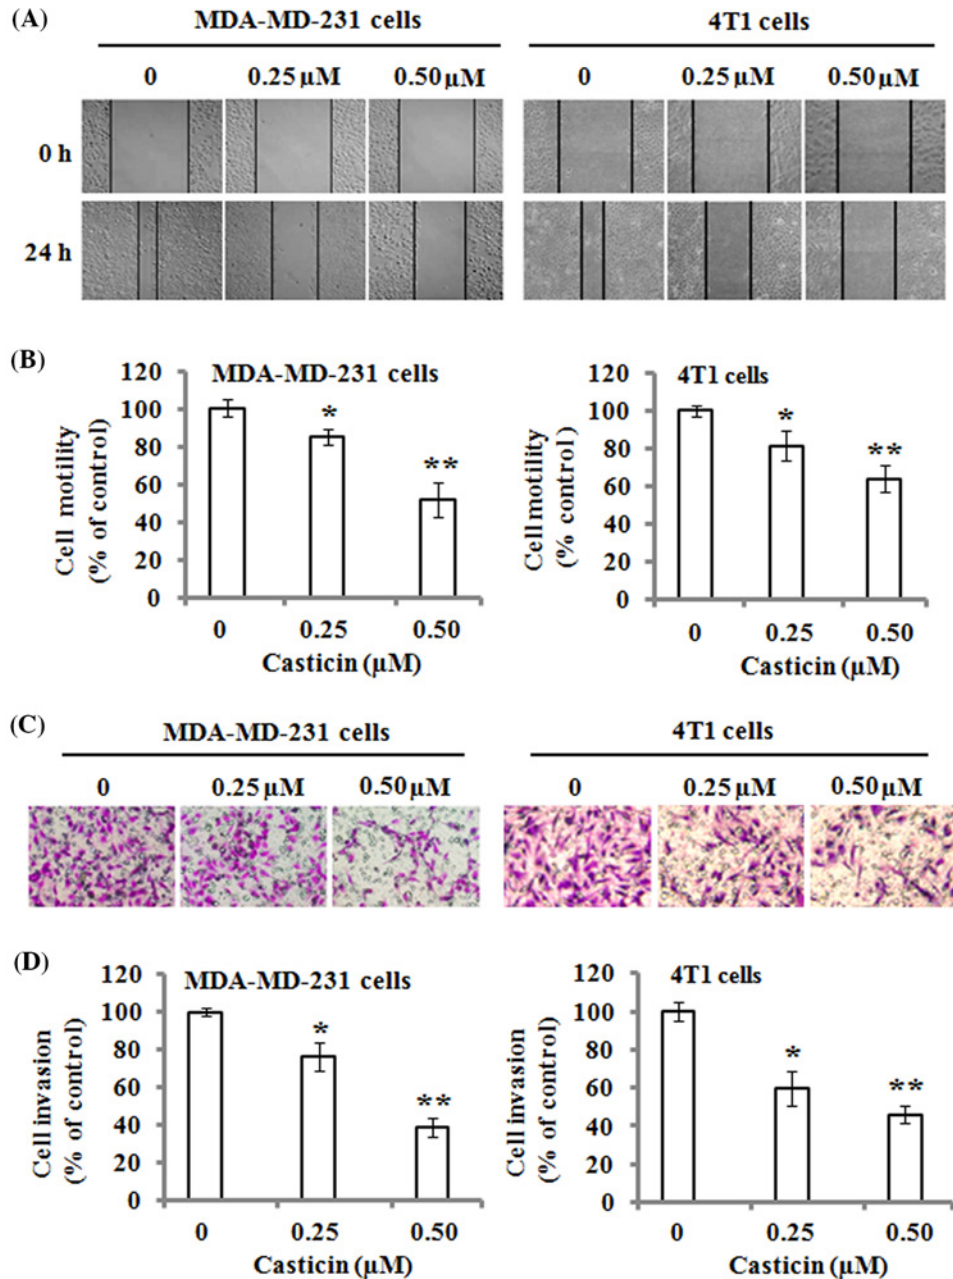 (A)
MDA-MD-231 cells
4T1 cells
0 0.25 µM 0.50 µM 0 0.25 µM 0.50 µM
0 h
24 h
(B)
120 MDA-MD-231 cells
100
80
60
40
20
0
* **
Cell motility
(% of control)
0 0.25 0.50
Casticin (µM)
120 4T1 cells
100
80
60
40
20
0
* **
Cell motility
(% control)
0 0.25 0.50
Casticin (µM)
(C)
MDA-MD-231 cells
4T1 cells
0 0.25 µM 0.50 µM 0 0.25 µM 0.50 µM
(D)
120 MDA-MD-231 cells
100
80
60
40
20
0
* **
Cell invasion
(% of control)
0 0.25 0.50
Casticin (µM)
120 4T1 cells
100
80
60
40
20
0
* **
Cell invasion
(% of control)
0 0.25 0.50
Casticin (µM)